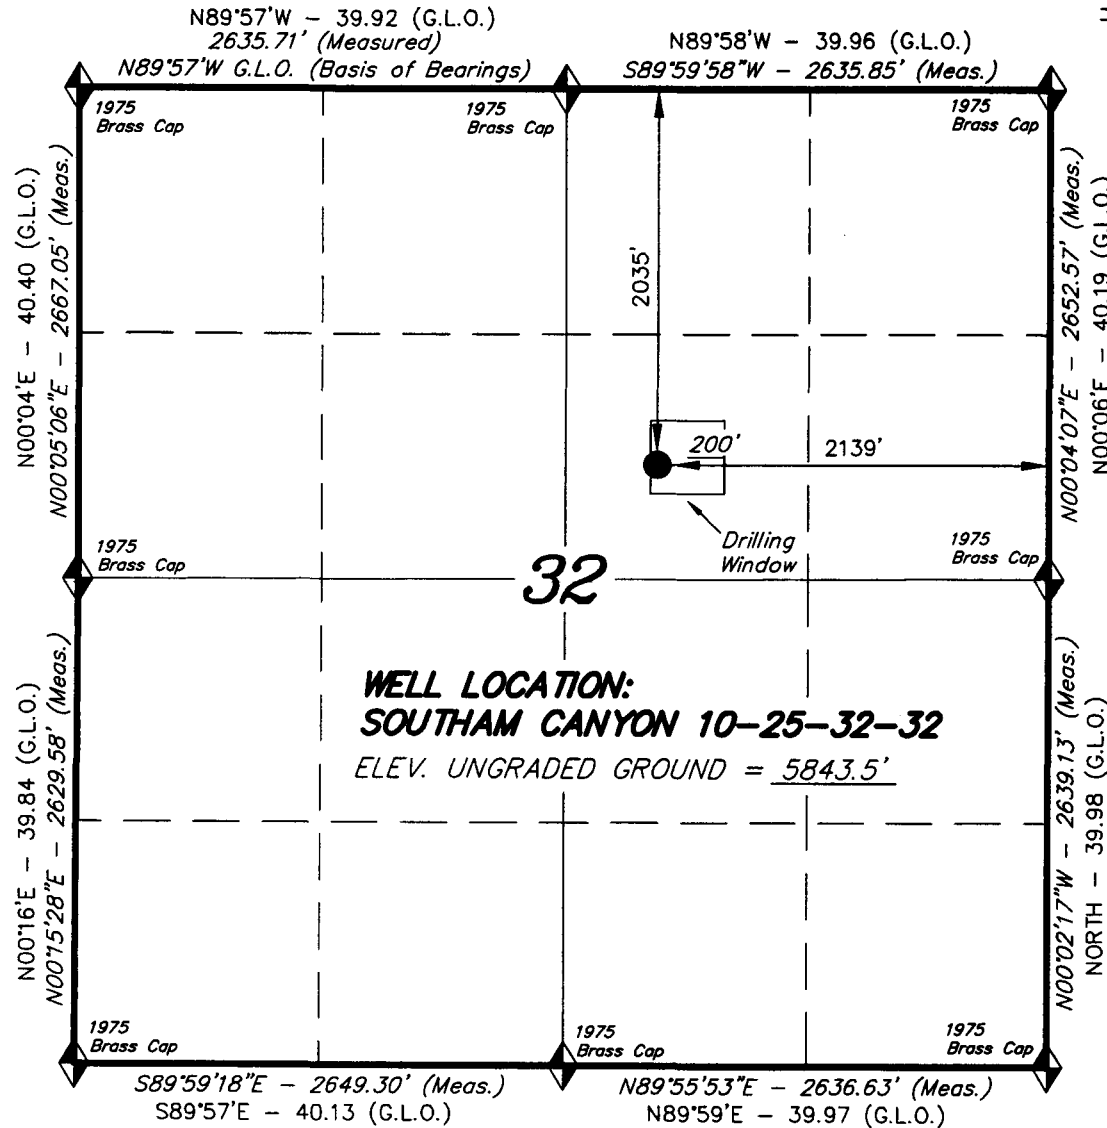 N89°57'W - 39.92 (G.L.O.)
2635.71' (Measured)
N89°57'W G.L.O. (Basis of Bearings)
N89°58'W - 39.96 (G.L.O.)
S89°59'58"W - 2635.85' (Meas.)
1975
Brass Cap
1975
Brass Cap
1975
Brass Cap
N00°04'E - 40.40 (G.L.O.)
N00°05'06"E - 2667.05' (Meas.)
2035'
N00°04'07"E - 2652.57' (Meas.)
N00°06'E - 40.19 (G.L.O.)
200'
2139'
Drilling
Window
1975
Brass Cap
1975
Brass Cap
32
WELL LOCATION:
SOUTHAM CANYON 10-25-32-32
ELEV. UNGRADED GROUND = 5843.5'
N00°16'E - 39.84 (G.L.O.)
N00°15'28"E - 2629.58' (Meas.)
N00°02'17"W - 2639.13' (Meas.)
NORTH - 39.98 (G.L.O.)
1975
Brass Cap
1975
Brass Cap
1975
Brass Cap
S89°59'18"E - 2649.30' (Meas.)
S89°57'E - 40.13 (G.L.O.)
N89°55'53"E - 2636.63' (Meas.)
N89°59'E - 39.97 (G.L.O.)